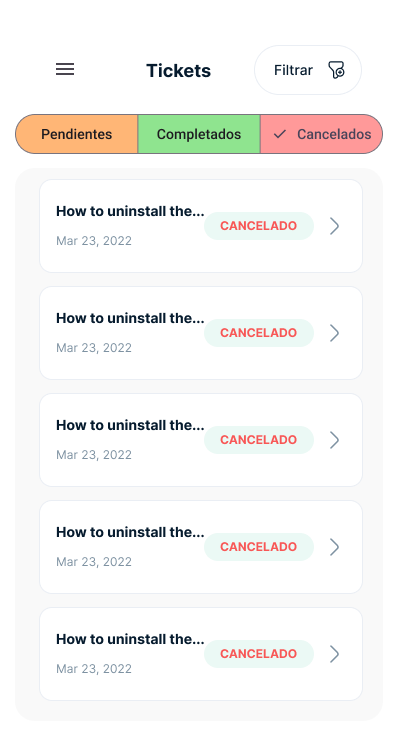 Tickets
Filtrar
Pendientes
Completados
Cancelados
How to uninstall the...
CANCELADO
Mar 23, 2022
How to uninstall the...
CANCELADO
Mar 23, 2022
How to uninstall the...
CANCELADO
Mar 23, 2022
How to uninstall the...
CANCELADO
Mar 23, 2022
How to uninstall the...
CANCELADO
Mar 23, 2022